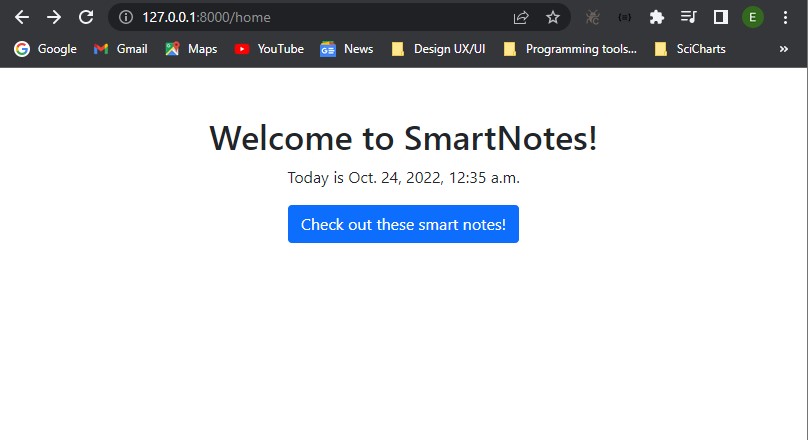 127.0.0.1:8000/home
E
Google Gmail Maps YouTube News Design UX/UI Programming tools... SciCharts »
Welcome to SmartNotes!
Today is Oct. 24, 2022, 12:35 a.m.
Check out these smart notes!